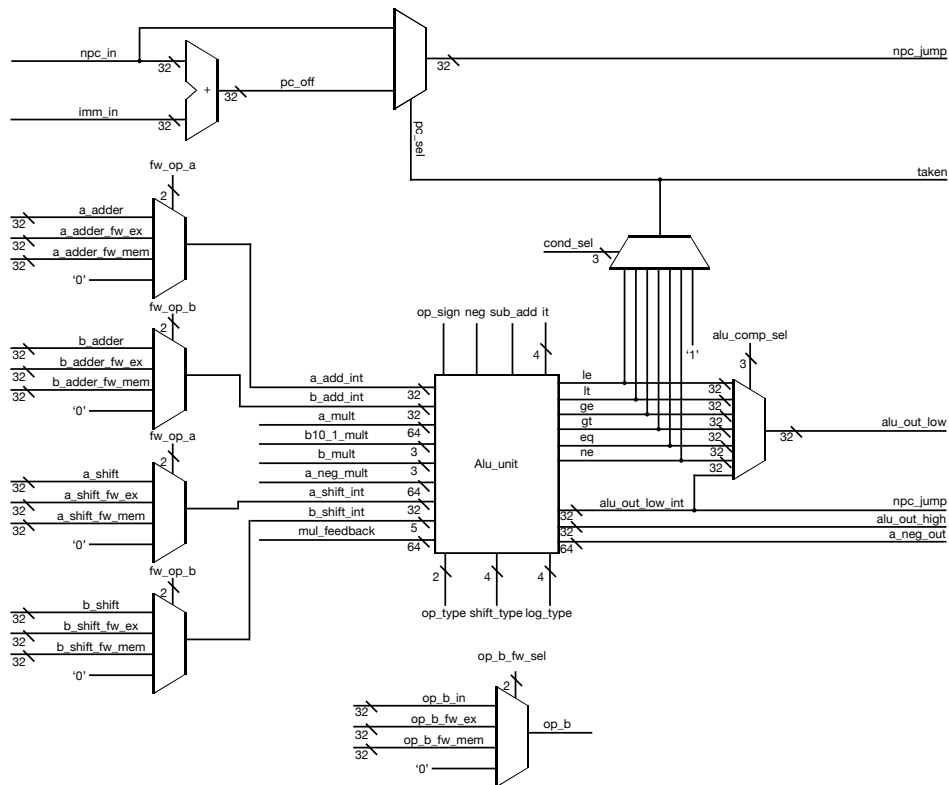 npc_in
32
imm_in
32
+
32
pc_off
32
npc_jump
pc_sel
taken
fw_op_a
2
a_adder
32
a_adder_fw_ex
32
a_adder_fw_mem
32
‘0’
cond_sel
3
‘1’
fw_op_b
2
b_adder
32
b_adder_fw_ex
32
b_adder_fw_mem
32
‘0’
op_sign neg sub_add it
4
alu_comp_sel
3
a_add_int
32
b_add_int
32
a_mult
64
b10_1_mult
3
b_mult
3
a_neg_mult
64
a_shift_int
32
b_shift_int
5
mul_feedback
64
Alu_unit
le
32
lt
32
ge
32
gt
32
eq
32
ne
32
32
alu_out_low
alu_out_low_int
32
npc_jump
32
alu_out_high
64
a_neg_out
fw_op_a
2
a_shift
32
a_shift_fw_ex
32
a_shift_fw_mem
32
‘0’
fw_op_b
2
b_shift
32
b_shift_fw_ex
32
b_shift_fw_mem
32
‘0’
2 4 4
op_type shift_type log_type
op_b_fw_sel
2
op_b_in
32
op_b_fw_ex
32
op_b_fw_mem
32
‘0’
op_b